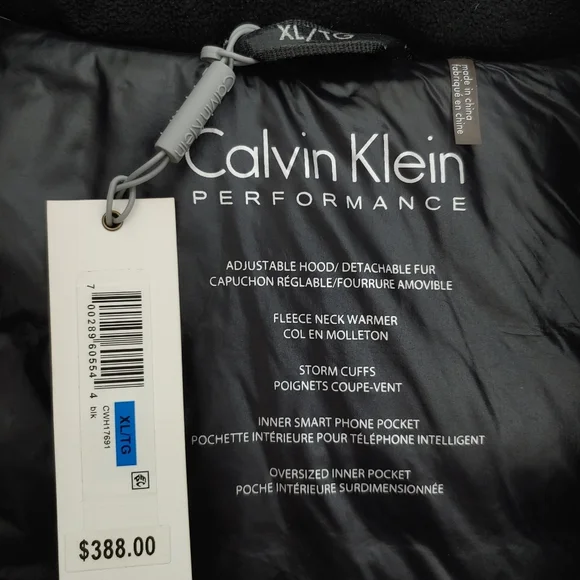 XL/TG
made in china
fabriqué en chine
Calvin Klein
Calvin Klein
PERFORMANCE
ADJUSTABLE HOOD/ DETACHABLE FUR
CAPUCHON RÉGLABLE/FOURRURE AMOVIBLE
FLEECE NECK WARMER
COL EN MOLLETON
STORM CUFFS
POIGNETS COUPE-VENT
INNER SMART PHONE POCKET
POCHETTE INTÉRIEURE POUR TÉLÉPHONE INTELLIGENT
OVERSIZED INNER POCKET
POCHE INTÉRIEURE SURDIMENSIONNÉE
7 00289 60554 4
blk
CWH17691
XL/TG
$388.00